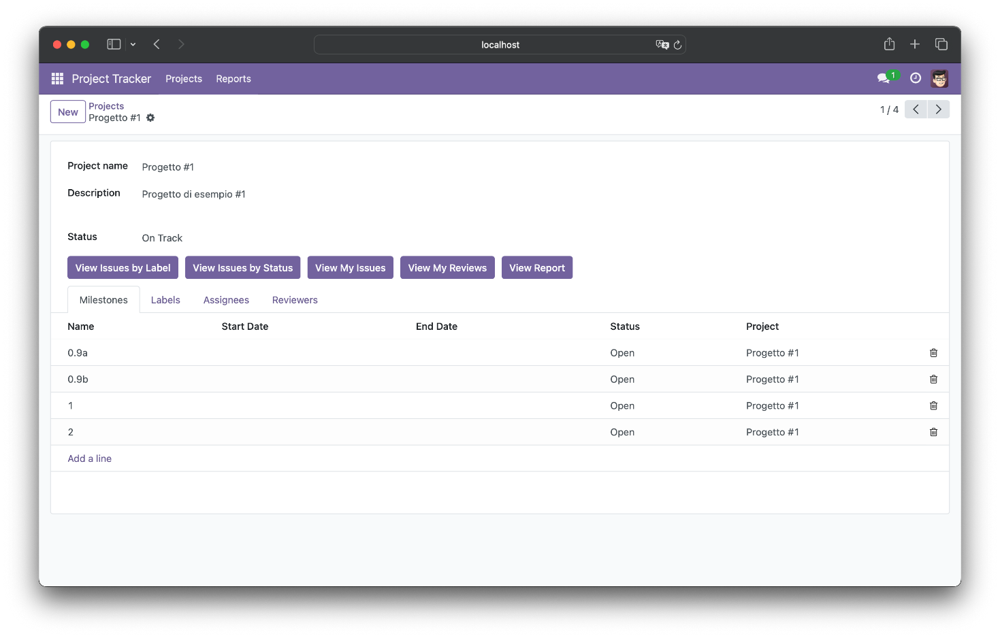 localhost
Project Tracker Projects Reports 1
New Projects
Progetto #1
1 / 4
Project name Progetto #1
Description Progetto di esempio #1
Status On Track
View Issues by Label View Issues by Status View My Issues View My Reviews View Report
Milestones Labels Assignees Reviewers
Name Start Date End Date Status Project
0.9a Open Progetto #1
0.9b Open Progetto #1
1 Open Progetto #1
2 Open Progetto #1
Add a line